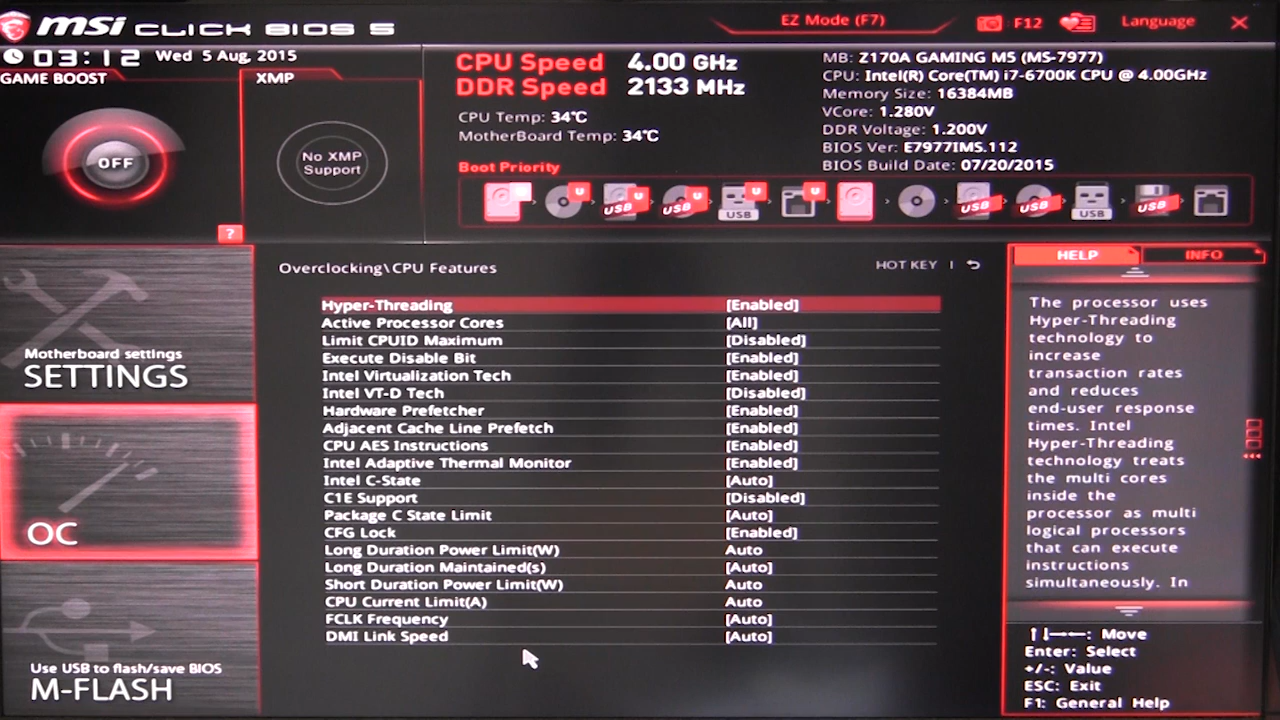 msi CLICK BIOS 5
EZ Mode (F7)
F12
Language
03:12 Wed 5 Aug, 2015
GAME BOOST
OFF
XMP
No XMP
Support
CPU Speed 4.00 GHz
DDR Speed 2133 MHz
CPU Temp: 34℃
MotherBoard Temp: 34℃
MB: Z170A GAMING M5 (MS-7977)
CPU: Intel(R) Core(TM) i7-6700K CPU @ 4.00GHz
Memory Size: 16384MB
VCore: 1.280V
DDR Voltage: 1.200V
BIOS Ver: E7977IMS.112
BIOS Build Date: 07/20/2015
Boot Priority
U U U U U
USB USB USB USB USB USB USB
?
Motherboard settings
SETTINGS
OC
Use USB to flash/save BIOS
M-FLASH
Overclocking\CPU Features
HOT KEY |
Hyper-Threading [Enabled]
Active Processor Cores [All]
Limit CPUID Maximum [Disabled]
Execute Disable Bit [Enabled]
Intel Virtualization Tech [Enabled]
Intel VT-D Tech [Disabled]
Hardware Prefetcher [Enabled]
Adjacent Cache Line Prefetch [Enabled]
CPU AES Instructions [Enabled]
Intel Adaptive Thermal Monitor [Enabled]
Intel C-State [Auto]
C1E Support [Disabled]
Package C State Limit [Auto]
CFG Lock [Enabled]
Long Duration Power Limit(W) Auto
Long Duration Maintained(s) [Auto]
Short Duration Power Limit(W) Auto
CPU Current Limit(A) Auto
FCLK Frequency [Auto]
DMI Link Speed [Auto]
HELP
INFO
The processor uses
Hyper-Threading
technology to
increase
transaction rates
and reduces
end-user response
times. Intel
Hyper-Threading
technology treats
the multi cores
inside the
processor as multi
logical processors
that can execute
instructions
simultaneously. In
↑↓→←: Move
Enter: Select
+/-: Value
ESC: Exit
F1: General Help